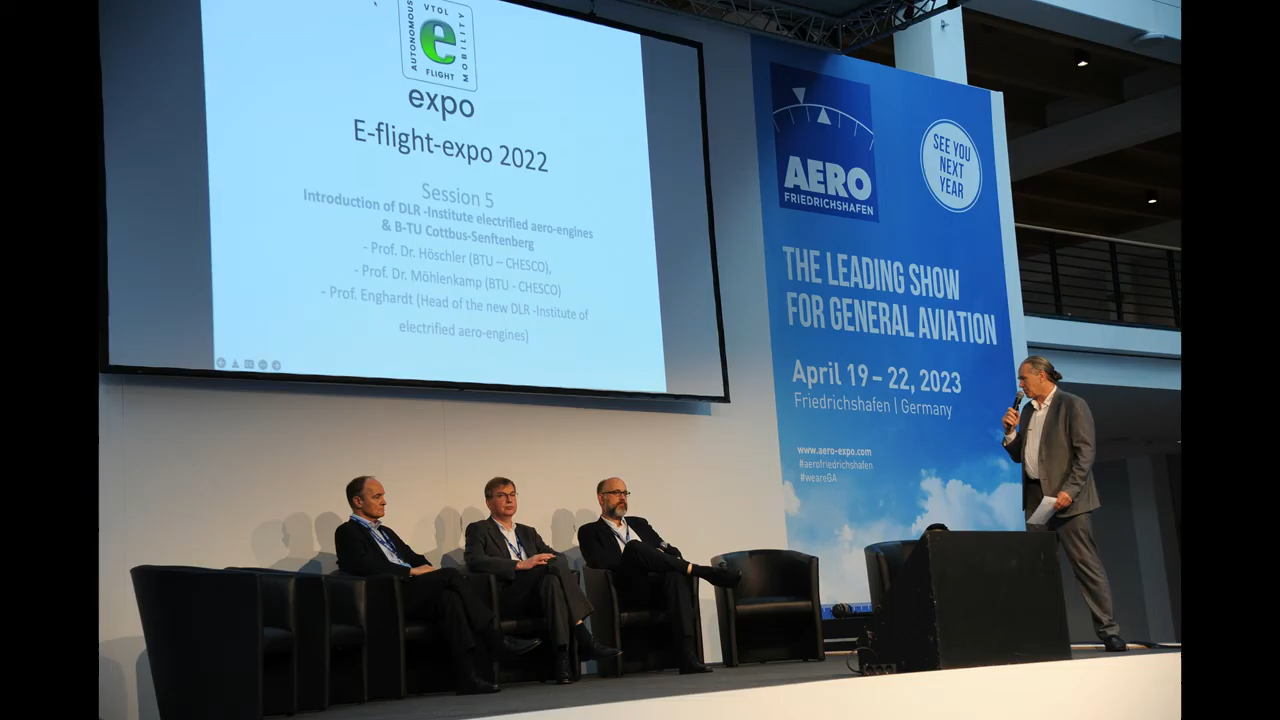 AUTONOMOUS
VTOL
MOBILITY
e
FLIGHT
expo
E-flight-expo 2022
Session 5
Introduction of DLR -Institute electrified aero-engines
& B-TU Cottbus-Senftenberg
- Prof. Dr. Höschler (BTU – CHESCO),
- Prof. Dr. Möhlenkamp (BTU - CHESCO)
- Prof. Enghardt (Head of the new DLR -Institute of
electrified aero-engines)
AERO
FRIEDRICHSHAFEN
SEE YOU
NEXT
YEAR
THE LEADING SHOW
FOR GENERAL AVIATION
April 19 – 22, 2023
Friedrichshafen | Germany
www.aero-expo.com
#aerofriedrichshafen
#weareGA